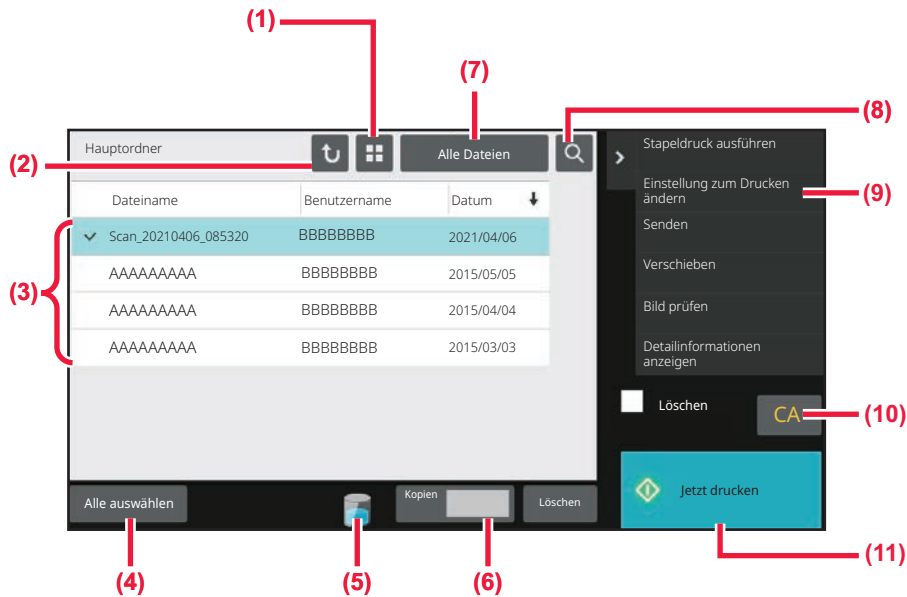 (1)
(7)
(8)
Hauptordner
Alle Dateien
Stapeldruck ausführen
(2)
Einstellung zum Drucken
ändern
(9)
Dateiname Benutzername Datum
Senden
Scan_20210406_085320 BBBBBBBB 2021/04/06
Verschieben
(3)
AAAAAAAAA BBBBBBBB 2015/05/05
AAAAAAAAA BBBBBBBB 2015/04/04
Bild prüfen
AAAAAAAAA BBBBBBBB 2015/03/03
Detailinformationen
anzeigen
Löschen
CA
(10)
Alle auswählen
Kopien
Löschen
Jetzt drucken
(11)
(4)
(5)
(6)